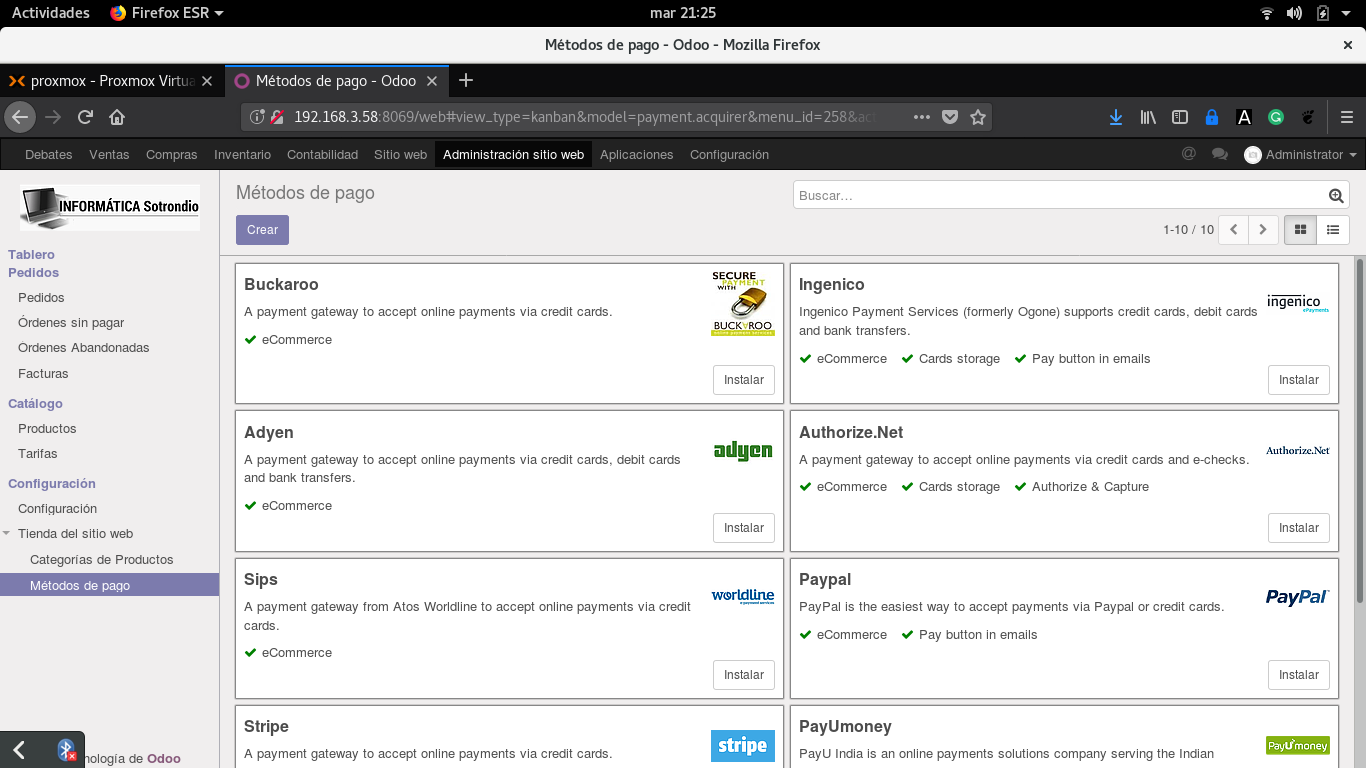 Actividades Firefox ESR mar 21:25
Métodos de pago - Odoo - Mozilla Firefox
proxmox - Proxmox Virtua Métodos de pago - Odoo
192.168.3.58:8069/web#view_type=kanban&model=payment.acquirer&menu_id=258&act
Debates Ventas Compras Inventario Contabilidad Sitio web Administración sitio web Aplicaciones Configuración Administrator
INFORMÁTICA Sotrondio
Tablero
Pedidos
Pedidos
Órdenes sin pagar
Ordenes Abandonadas
Facturas
Catálogo
Productos
Tarifas
Configuración
Configuración
Tienda del sitio web
Categorías de Productos
Métodos de pago
nología de Odoo
Métodos de pago
Buscar...
Crear
1-10 / 10
Buckaroo
A payment gateway to accept online payments via credit cards.
eCommerce
SECURE
PAYMENT
WITH
BUCKAROO
Instalar
Ingenico
Ingenico Payment Services (formerly Ogone) supports credit cards, debit cards
and bank transfers.
eCommerce Cards storage Pay button in emails
ingenico
ePayments
Instalar
Adyen
A payment gateway to accept online payments via credit cards, debit cards
and bank transfers.
eCommerce
adyen
Instalar
Authorize.Net
A payment gateway to accept online payments via credit cards and e-checks.
eCommerce Cards storage Authorize & Capture
Authorize.Net
Instalar
Sips
A payment gateway from Atos Worldline to accept online payments via credit
cards.
eCommerce
worldline
e-payment services
Instalar
Paypal
PayPal is the easiest way to accept payments via Paypal or credit cards.
eCommerce Pay button in emails
PayPal
Instalar
Stripe
A payment gateway to accept online payments via credit cards.
stripe
PayUmoney
PayU India is an online payments solutions company serving the Indian
PayUmoney